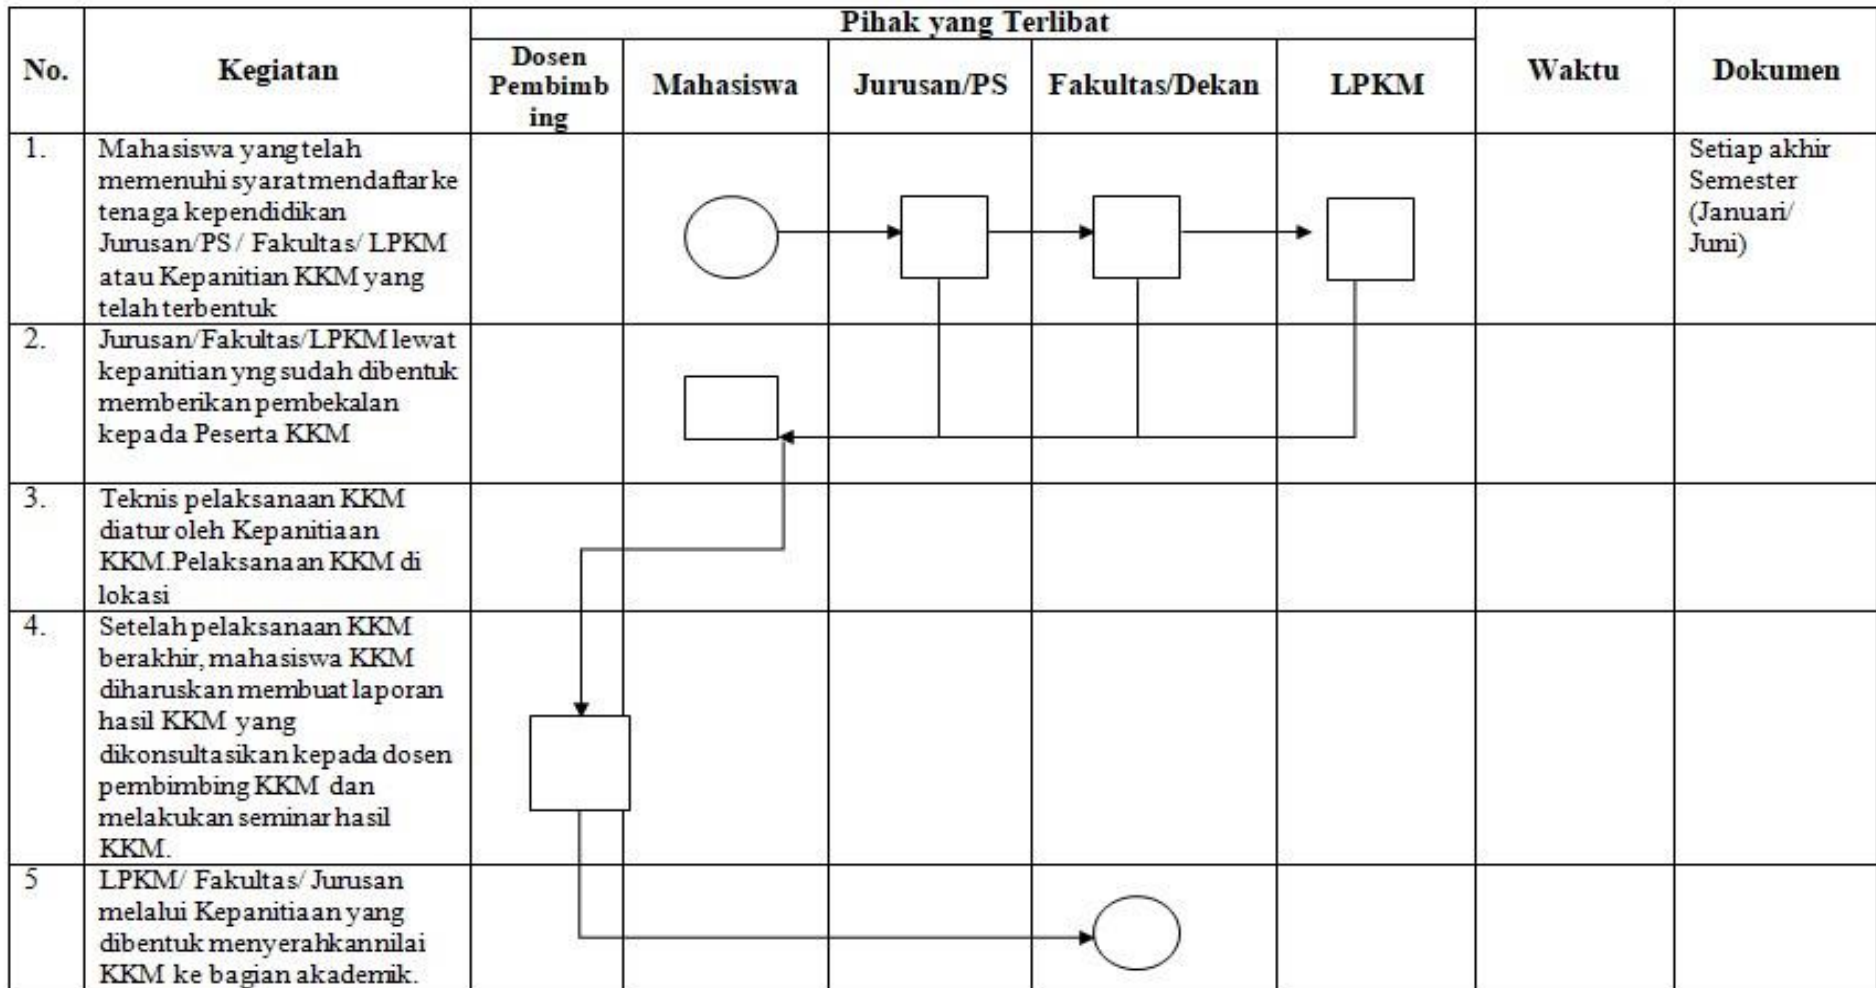 Pihak yang Terlibat
No.
Kegiatan
Dosen
Pembimb
ing
Mahasiswa
Jurusan/PS
Fakultas/Dekan
LPKM
Waktu
Dokumen
1.
Mahasiswa yang telah
memenuhi syarat mendaftar ke
tenaga kependidikan
Jurusan/PS / Fakultas/ LPKM
atau Kepanitian KKM yang
telah terbentuk
Setiap akhir
Semester
(Januari/
Juni)
2.
Jurusan/Fakultas/LPKM lewat
kepanitian yng sudah dibentuk
memberikan pembekalan
kepada Peserta KKM
3.
Teknis pelaksanaan KKM
diatur oleh Kepanitiaan
KKM.Pelaksanaan KKM di
lokasi
4.
Setelah pelaksanaan KKM
berakhir, mahasiswa KKM
diharuskan membuat laporan
hasil KKM yang
dikonsultasikan kepada dosen
pembimbing KKM dan
melakukan seminar hasil
KKM.
5
LPKM/ Fakultas/ Jurusan
melalui Kepanitiaan yang
dibentuk menyerahkan nilai
KKM ke bagian akademik.